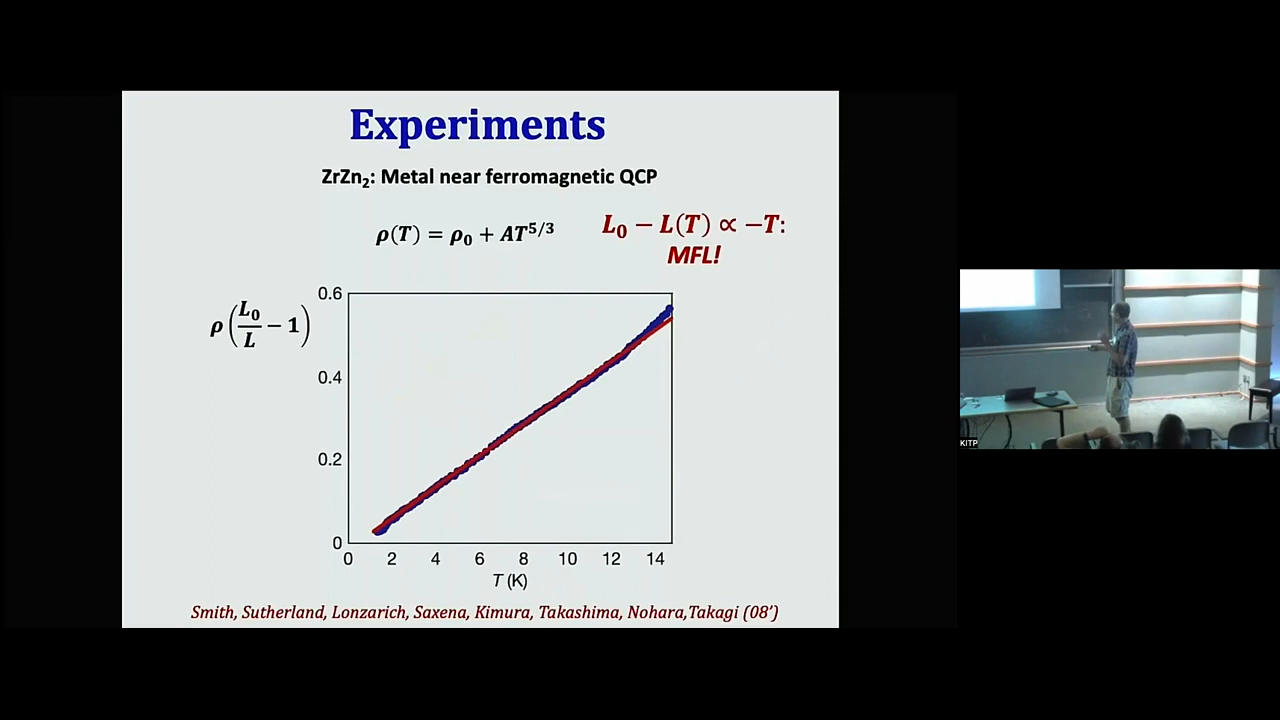 Experiments
ZrZn₂: Metal near ferromagnetic QCP
ρ(T) = ρ₀ + AT^{5/3}
L₀ − L(T) ∝ −T:
MFL!
ρ(L₀/L − 1)
0.6
0.4
0.2
0
0 2 4 6 8 10 12 14
T (K)
Smith, Sutherland, Lonzarich, Saxena, Kimura, Takashima, Nohara,Takagi (08’)
KITP